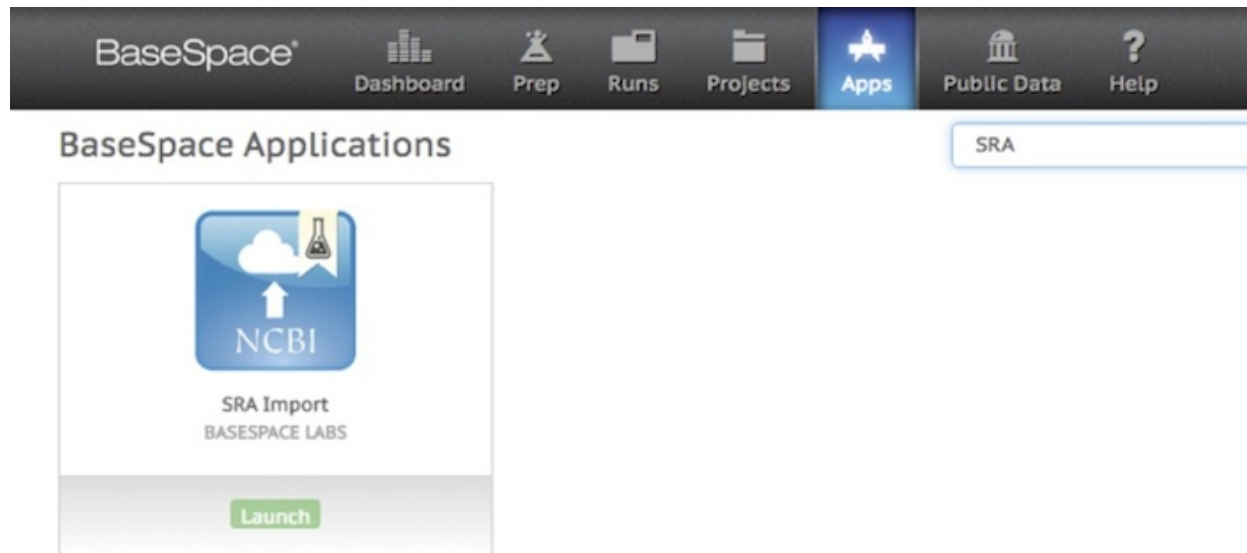 BaseSpace®
Dashboard
Prep
Runs
Projects
Apps
Public Data
Help
BaseSpace Applications
SRA
NCBI
SRA Import
BASESPACE LABS
Launch